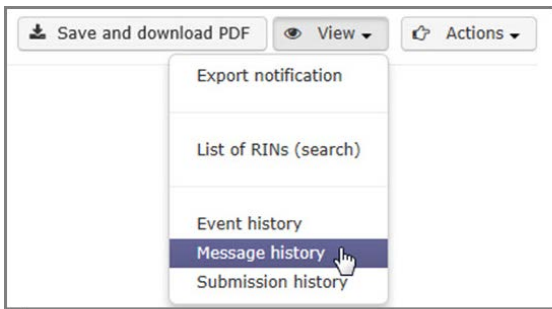 Save and download PDF View Actions
Export notification
List of RINs (search)
Event history
Message history
Submission history